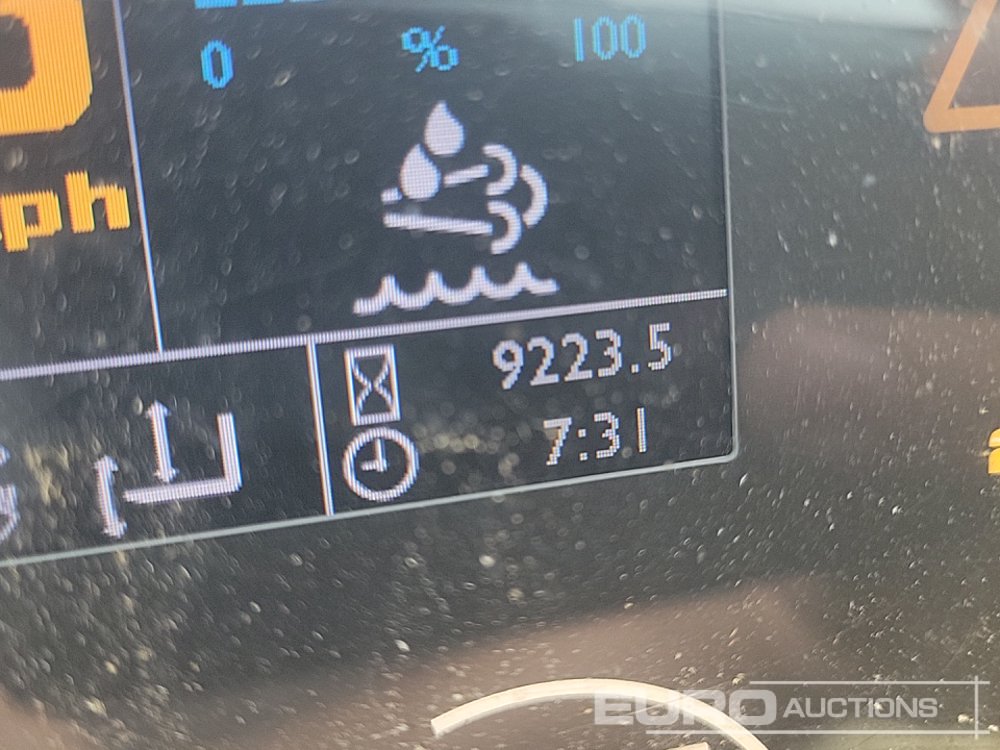 0 % 100
ph
9223.5
7:31
EURO AUCTIONS